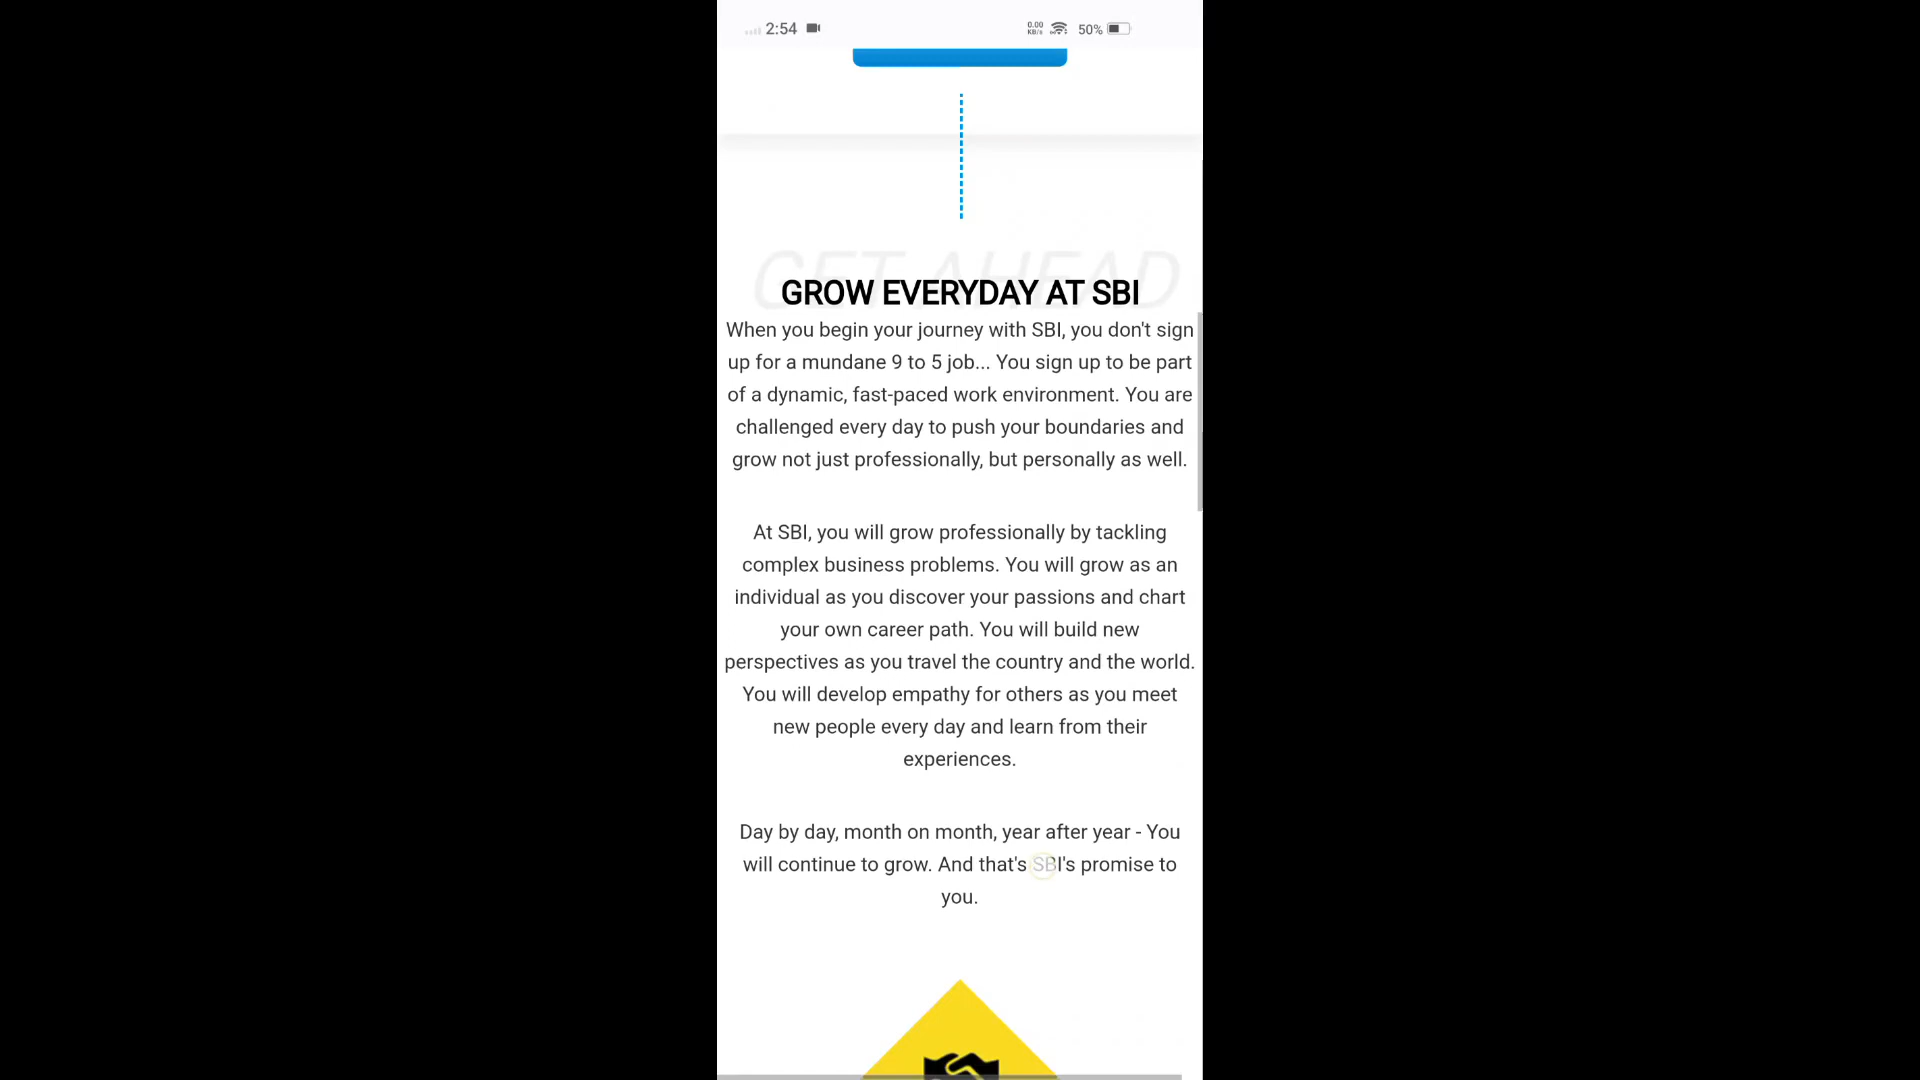 2:54
0.00
KB/s
50%
GET AHEAD
GROW EVERYDAY AT SBI
When you begin your journey with SBI, you don't sign
up for a mundane 9 to 5 job... You sign up to be part
of a dynamic, fast-paced work environment. You are
challenged every day to push your boundaries and
grow not just professionally, but personally as well.
At SBI, you will grow professionally by tackling
complex business problems. You will grow as an
individual as you discover your passions and chart
your own career path. You will build new
perspectives as you travel the country and the world.
You will develop empathy for others as you meet
new people every day and learn from their
experiences.
Day by day, month on month, year after year - You
will continue to grow. And that's SBI's promise to
you.